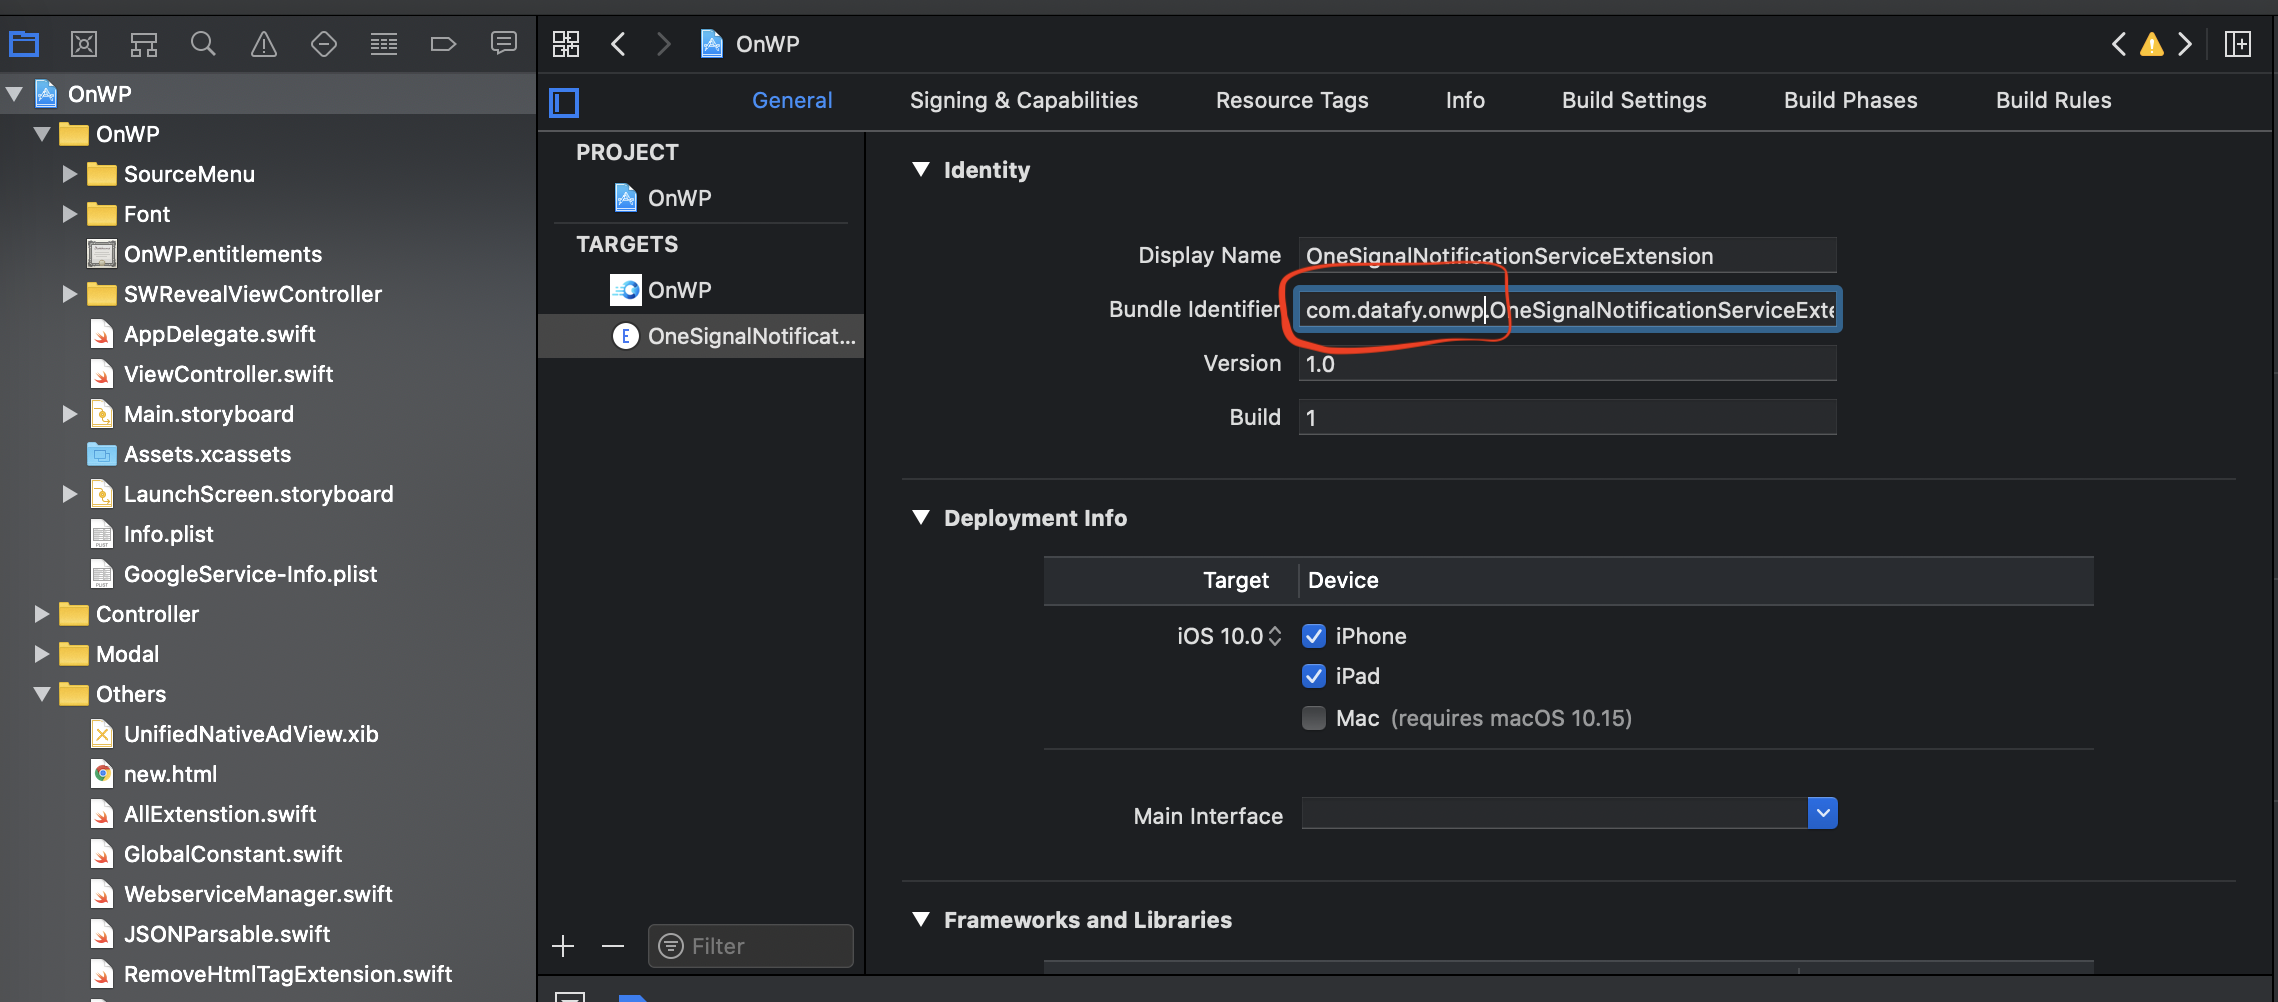 OnWP
OnWP
SourceMenu
Font
OnWP.entitlements
SWRevealViewController
AppDelegate.swift
ViewController.swift
Main.storyboard
Assets.xcassets
LaunchScreen.storyboard
Info.plist
GoogleService-Info.plist
Controller
Modal
Others
UnifiedNativeAdView.xib
new.html
AllExtenstion.swift
GlobalConstant.swift
WebserviceManager.swift
JSONParsable.swift
RemoveHtmlTagExtension.swift
OnWP
General Signing & Capabilities Resource Tags Info Build Settings Build Phases Build Rules
PROJECT
OnWP
TARGETS
OnWP
E OneSignalNotificat...
Filter
Identity
Display Name OneSignalNotificationServiceExtension
Bundle Identifier com.datafy.onwp.OneSignalNotificationServiceExte
Version 1.0
Build 1
Deployment Info
Target Device
iOS 10.0 iPhone
iPad
Mac (requires macOS 10.15)
Main Interface
Frameworks and Libraries